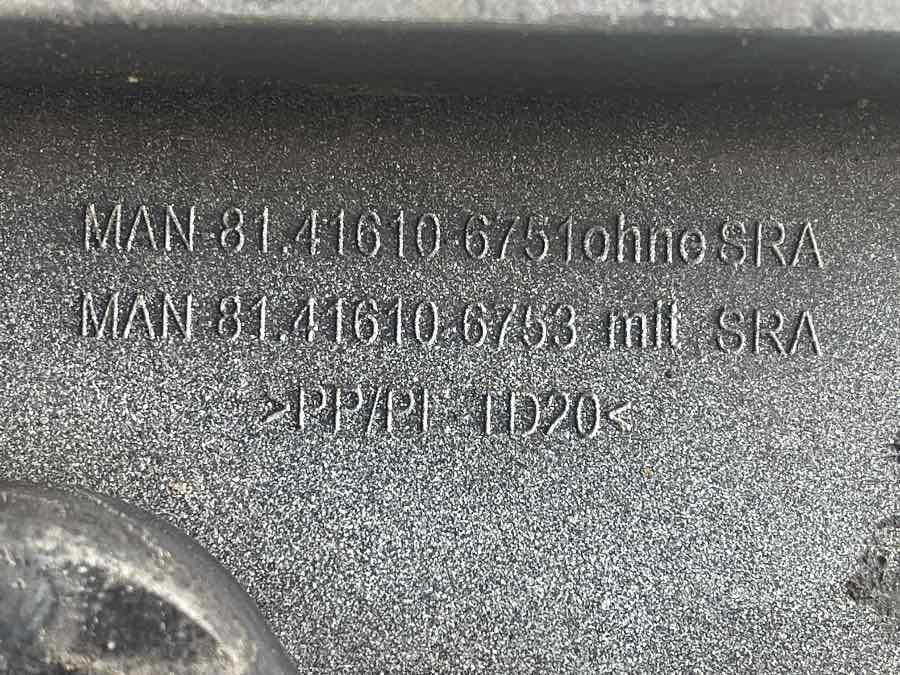 MAN 81.41610 6751 ohne SRA
MAN 81.41610 6753 mit SRA
>PP/PE TD20<